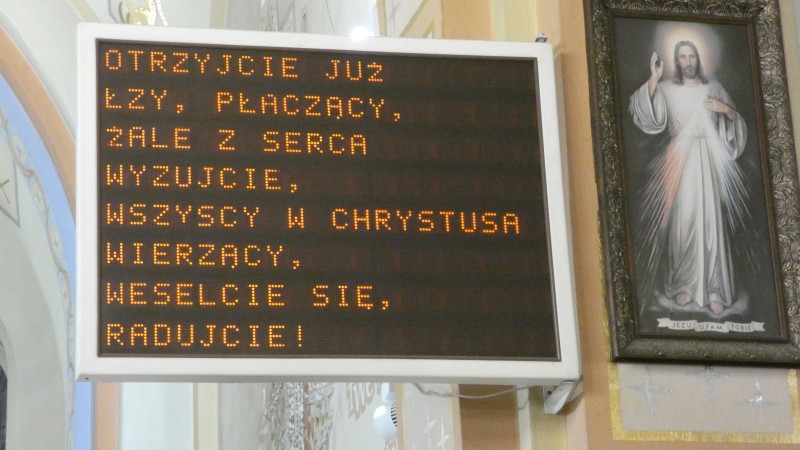 OTRZYJCIE JUŻ
ŁZY, PŁACZĄCY,
ŻALE Z SERCA
WYZUJCIE,
WSZYSCY W CHRYSTUSA
WIERZĄCY,
WESELCIE SIĘ,
RADUJCIE!
JEZU UFAM TOBIE